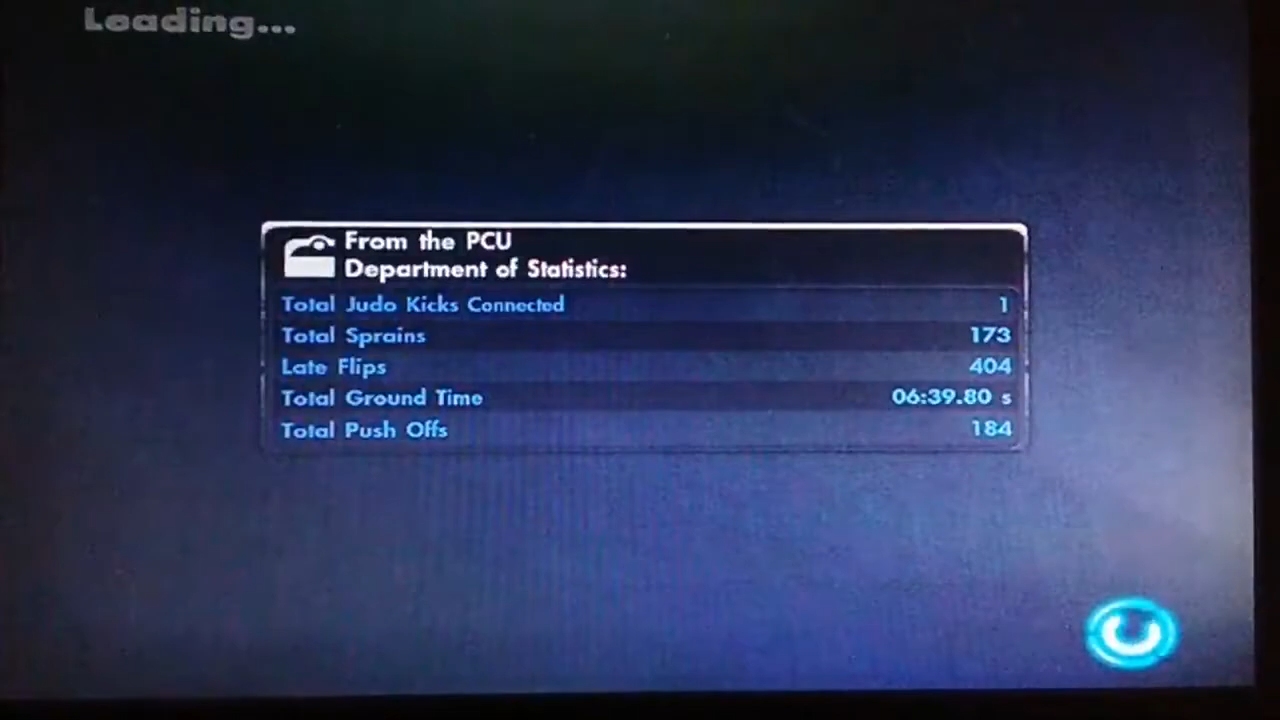 Loading...
From the PCU
Department of Statistics:
Total Judo Kicks Connected 1
Total Sprains 173
Late Flips 404
Total Ground Time 06:39.80 s
Total Push Offs 184